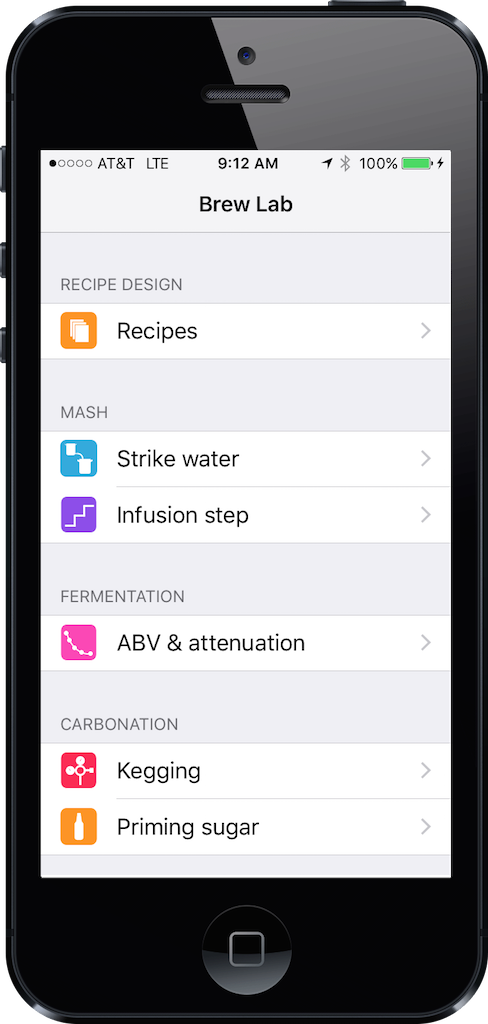 AT&T LTE 9:12 AM 100%
Brew Lab
RECIPE DESIGN
Recipes
MASH
Strike water
Infusion step
FERMENTATION
ABV & attenuation
CARBONATION
Kegging
Priming sugar